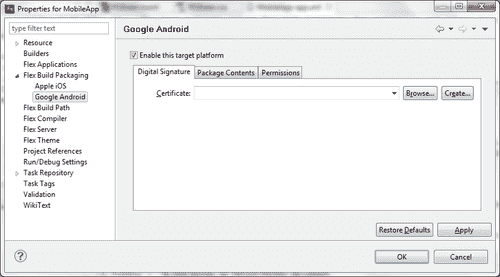 Properties for MobileApp
type filter text
Resource
Builders
Flex Applications
Flex Build Packaging
Apple iOS
Google Android
Flex Build Path
Flex Compiler
Flex Server
Flex Theme
Project References
Run/Debug Settings
Task Repository
Task Tags
Validation
WikiText
Google Android
Enable this target platform
Digital Signature Package Contents Permissions
Certificate: Browse... Create...
Restore Defaults Apply
OK Cancel